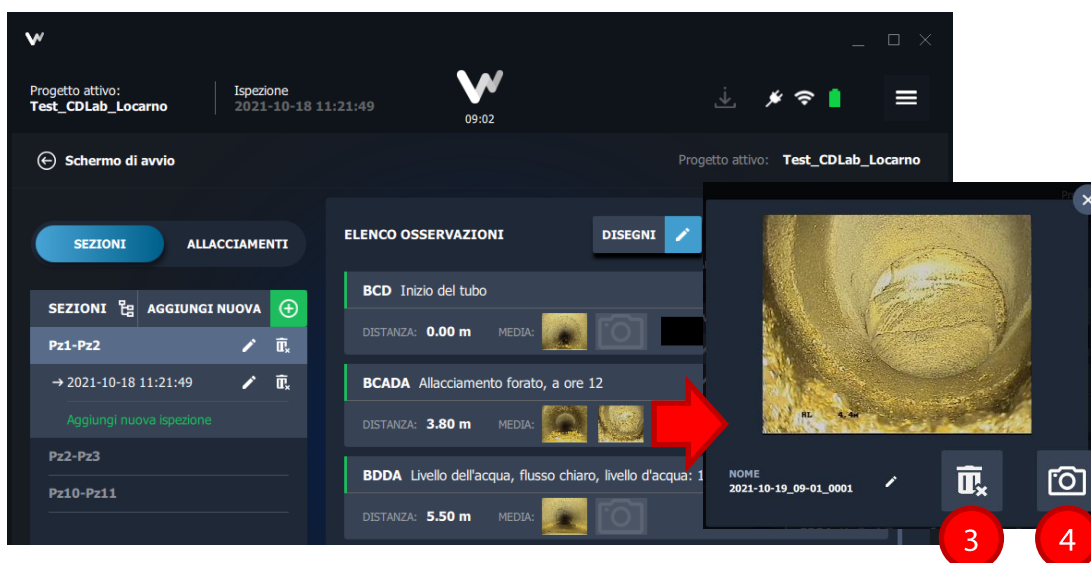 Progetto attivo:
Test_CDLab_Locarno
Ispezione
2021-10-18 11:21:49
09:02
Schermo di avvio
Progetto attivo: Test_CDLab_Locarno
SEZIONI ALLACCIAMENTI
SEZIONI AGGIUNGI NUOVA
Pz1-Pz2
→ 2021-10-18 11:21:49
Aggiungi nuova ispezione
Pz2-Pz3
Pz10-Pz11
ELENCO OSSERVAZIONI
DISEGNI
BCD Inizio del tubo
DISTANZA: 0.00 m MEDIA:
BCADA Allacciamento forato, a ore 12
DISTANZA: 3.80 m MEDIA:
BDDA Livello dell'acqua, flusso chiaro, livello d'acqua: 1
DISTANZA: 5.50 m MEDIA:
4.4m
NOME
2021-10-19_09-01_0001
3
4